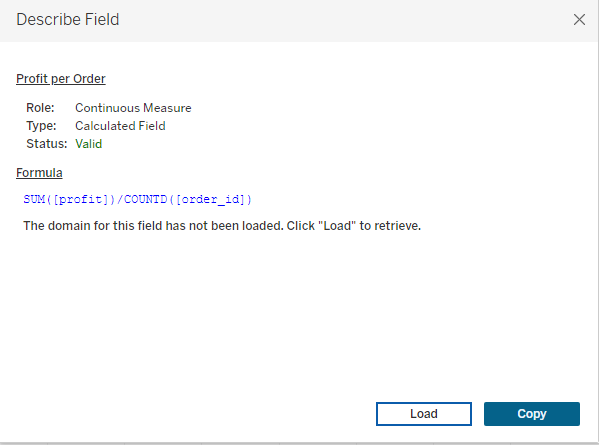 Describe Field
Profit per Order
Role: Continuous Measure
Type: Calculated Field
Status: Valid
Formula
SUM([profit])/COUNTD([order_id])
The domain for this field has not been loaded. Click "Load" to retrieve.
Load Copy